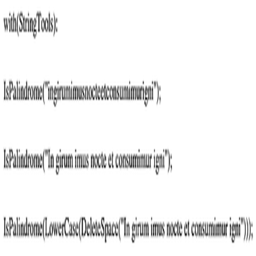 with(StringTools);
IsPalindrome("ingirumimusnocteetconsumimurigni");
IsPalindrome("In girum imus nocte et consumimur igni");
IsPalindrome(LowerCase(DeleteSpace("In girum imus nocte et consumimur igni")));